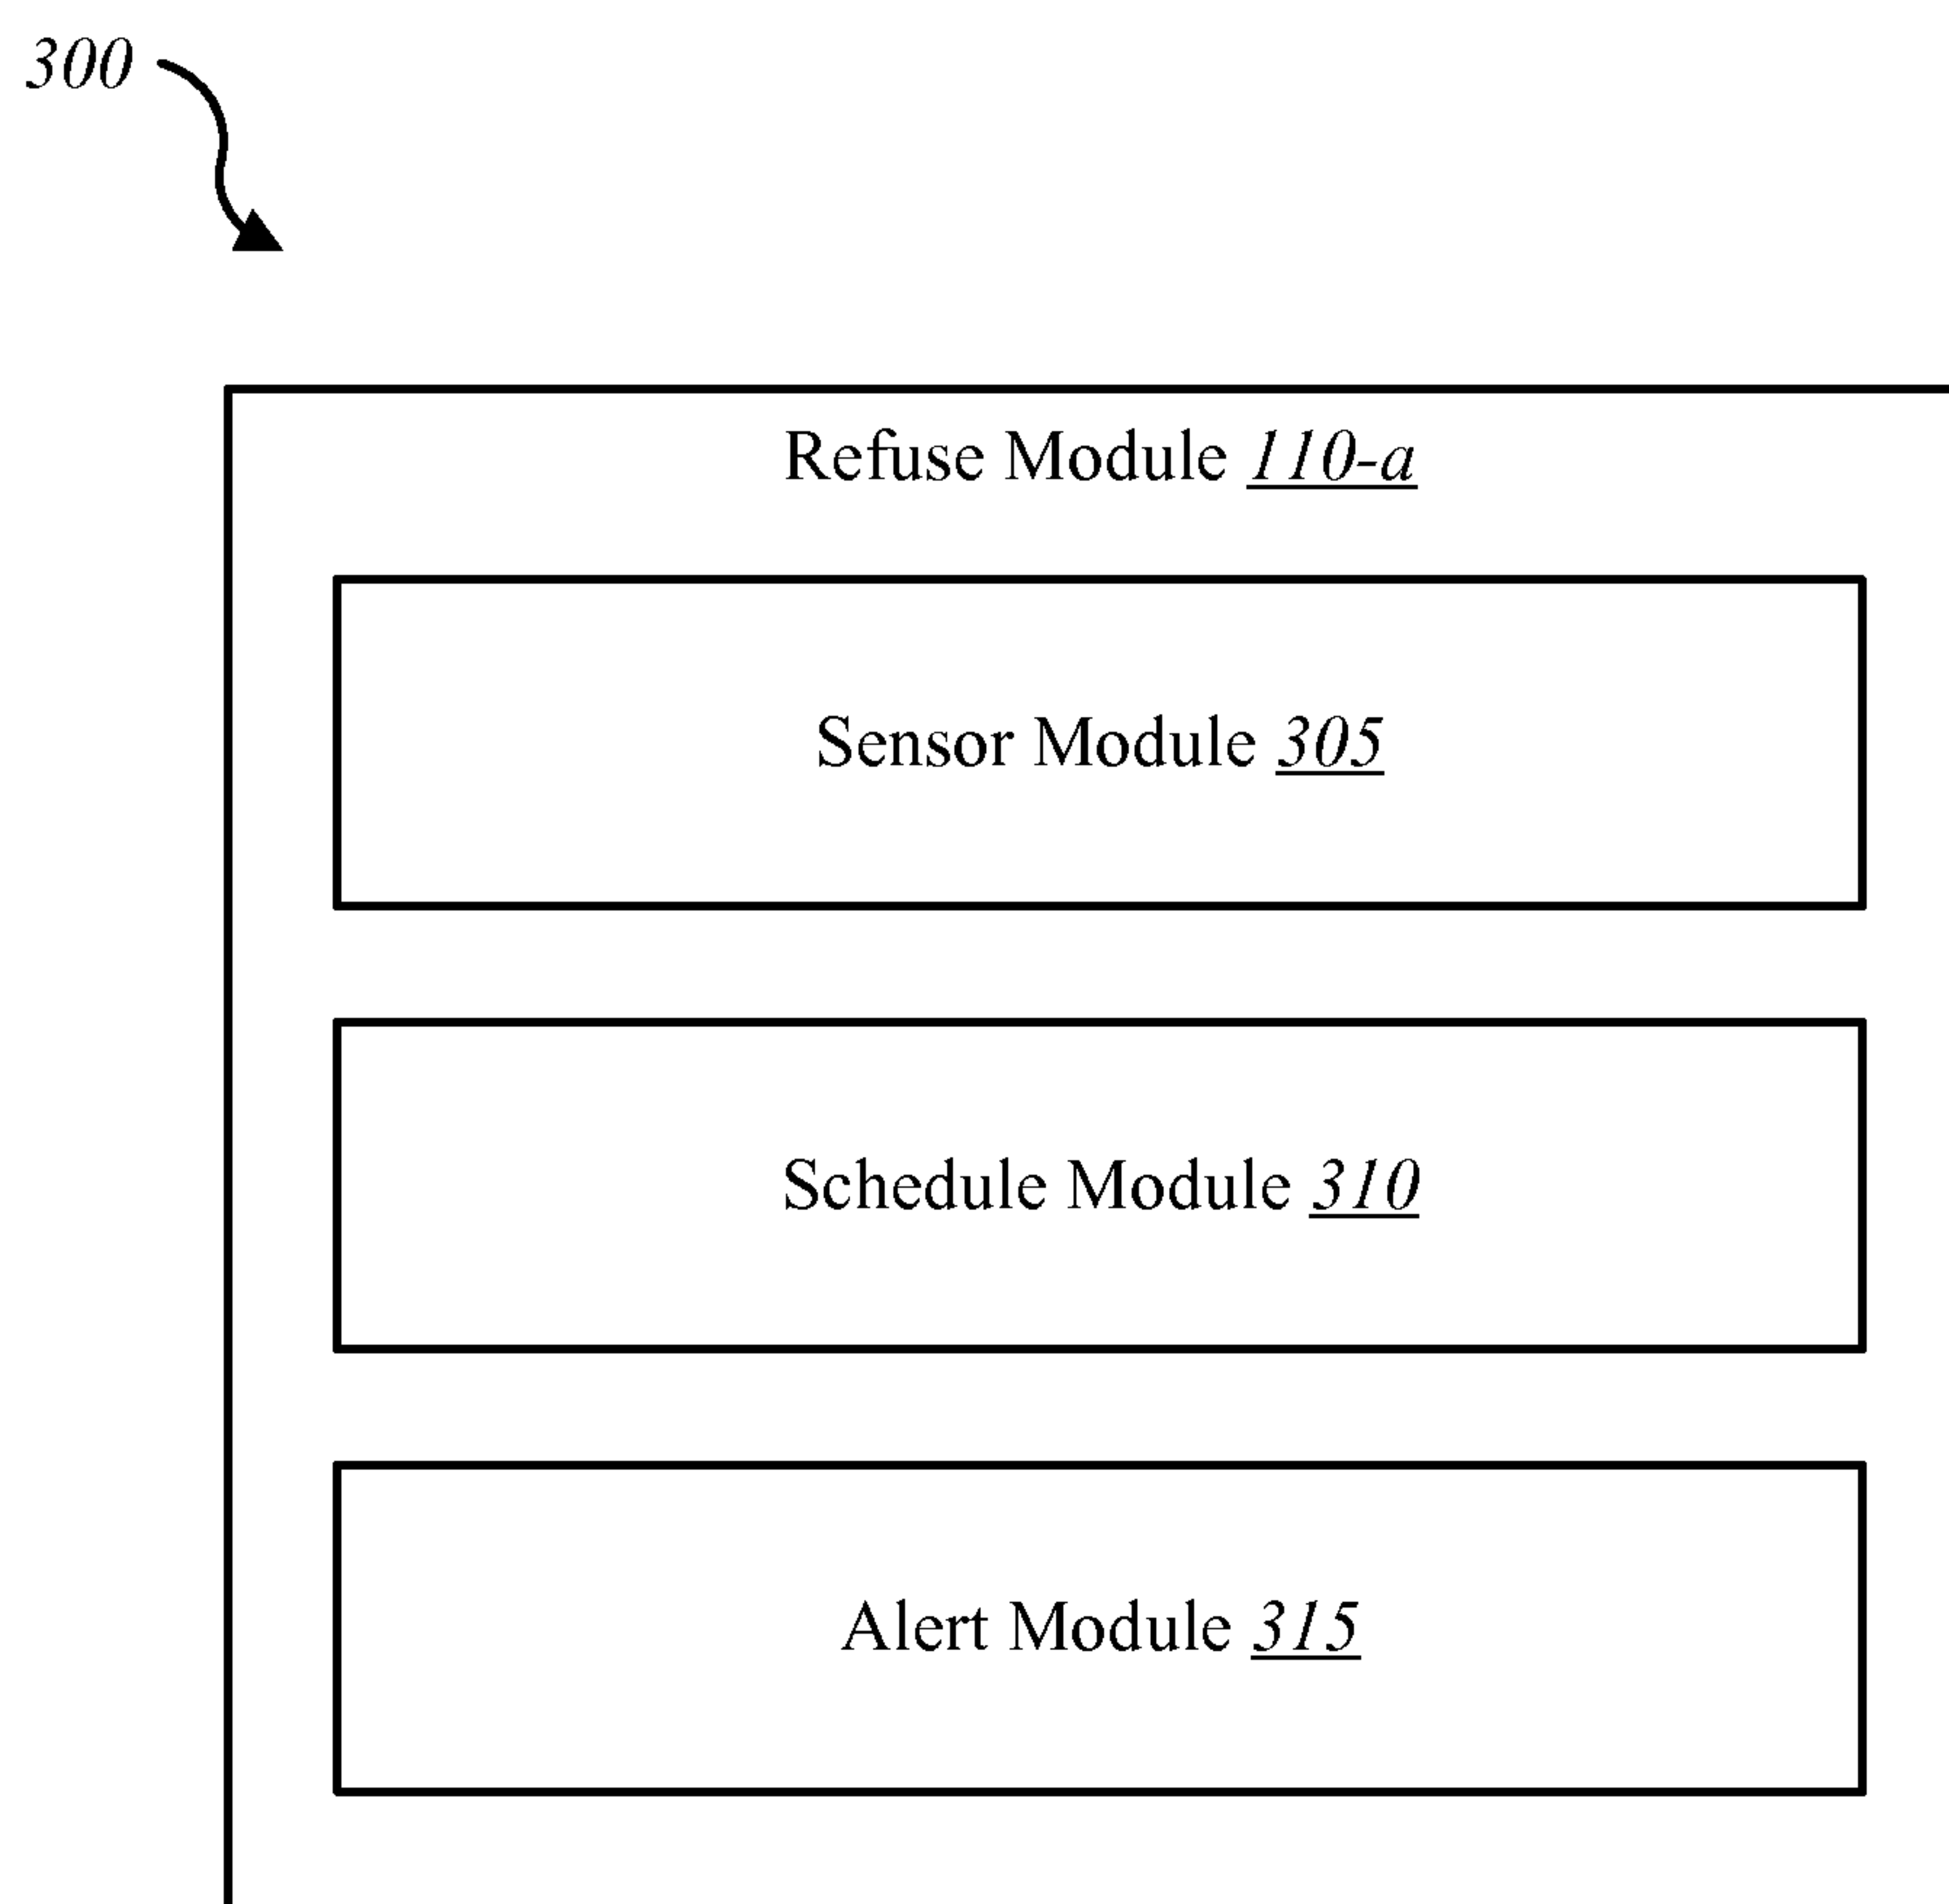 300
Refuse Module 110-a
Sensor Module 305
Schedule Module 310
Alert Module 315